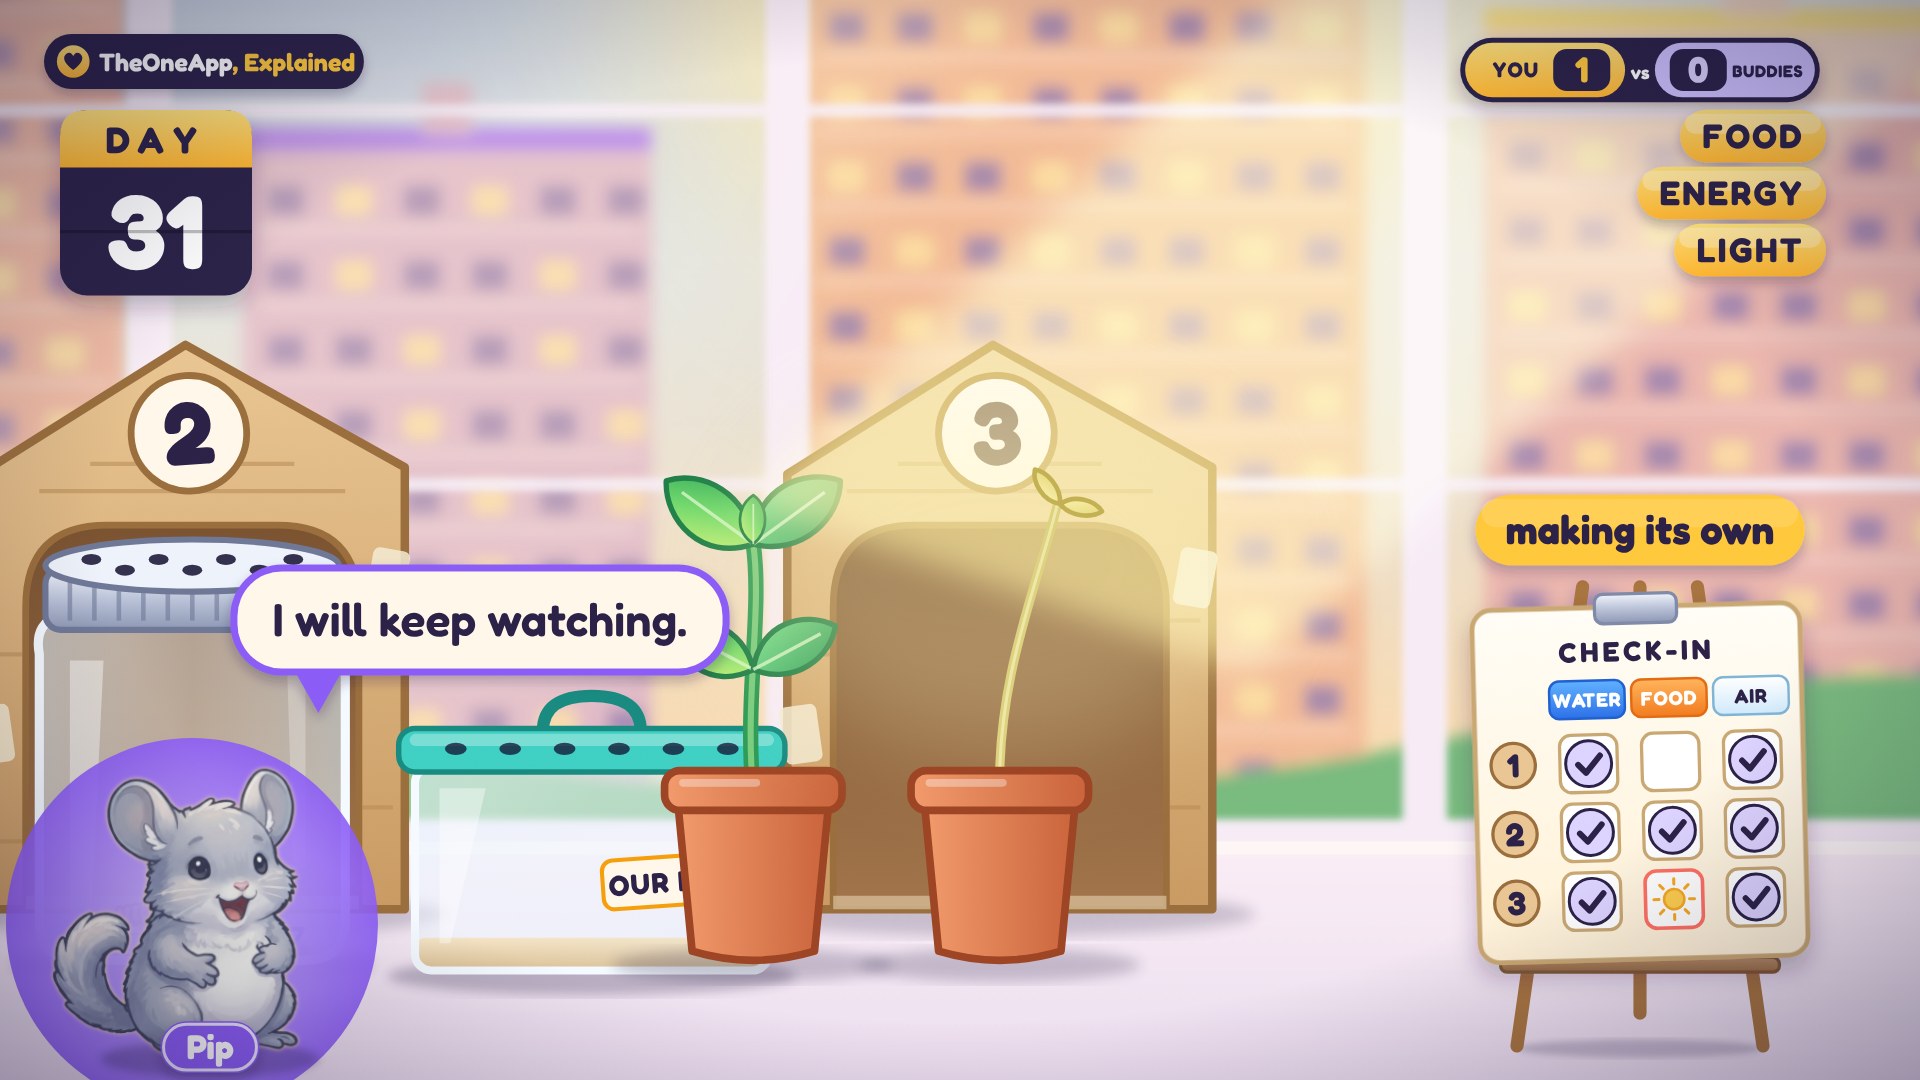 TheOneApp, Explained
DAY
31
YOU 1 vs 0 BUDDIES
FOOD
ENERGY
LIGHT
2
3
I will keep watching.
making its own
CHECK-IN
WATER FOOD AIR
1
2
3
OUR
Pip